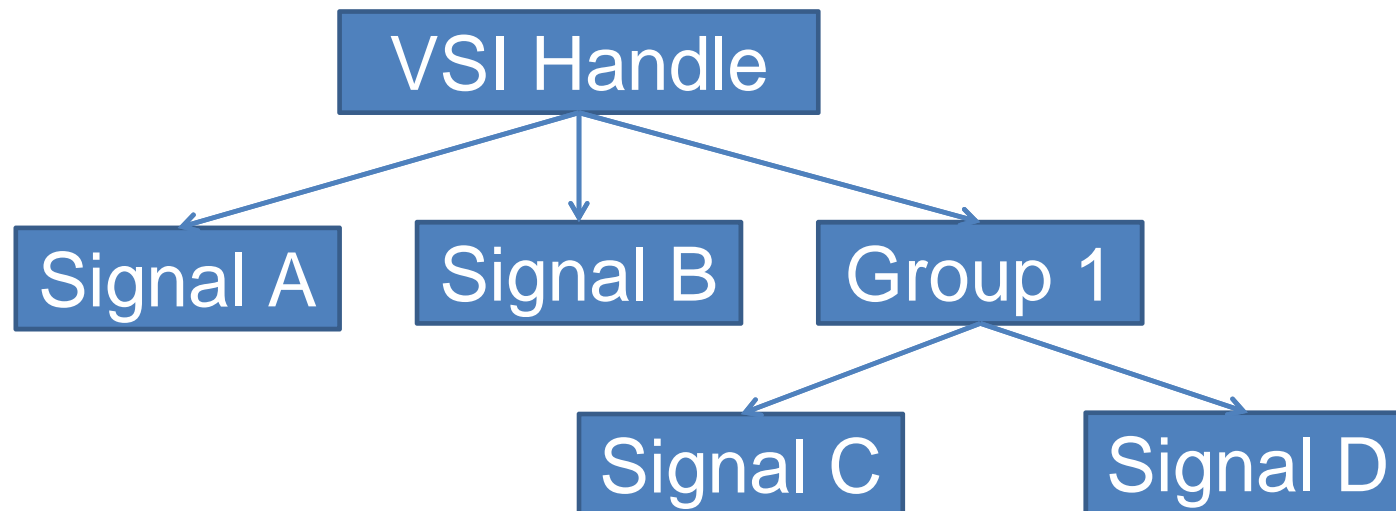 VSI Handle
Signal A
Signal B
Group 1
Signal C
Signal D